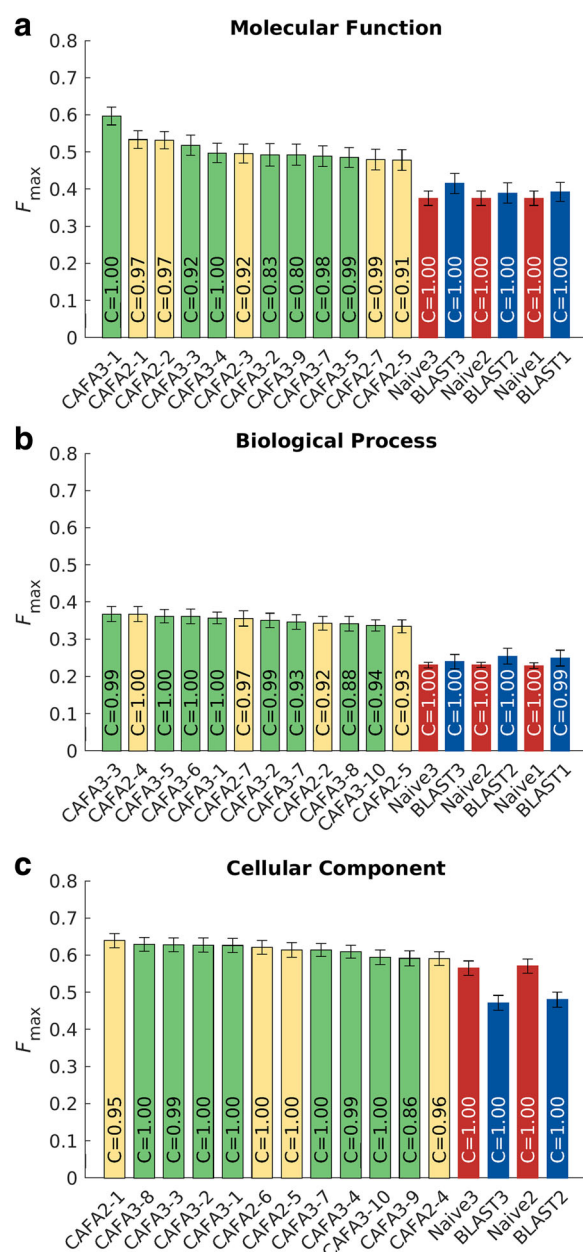 a
Molecular Function
0.8
0.7
0.6
0.5
0.4
0.3
0.2
0.1
0
Fmax
C=1.00
C=0.97
C=0.97
C=0.92
C=1.00
C=0.92
C=0.83
C=0.80
C=0.98
C=0.99
C=0.99
C=0.91
C=1.00
C=1.00
C=1.00
C=1.00
C=1.00
C=1.00
CAFA3-1
CAFA2-1
CAFA2-2
CAFA3-3
CAFA3-4
CAFA2-3
CAFA3-2
CAFA3-9
CAFA3-7
CAFA3-5
CAFA2-7
CAFA2-5
Naive3
BLAST3
Naive2
BLAST2
Naive1
BLAST1
b
Biological Process
0.8
0.7
0.6
0.5
0.4
0.3
0.2
0.1
0
Fmax
C=0.99
C=1.00
C=1.00
C=1.00
C=1.00
C=0.97
C=0.99
C=0.93
C=0.92
C=0.88
C=0.94
C=0.93
C=1.00
C=1.00
C=1.00
C=1.00
C=1.00
C=0.99
CAFA3-3
CAFA2-4
CAFA3-5
CAFA3-6
CAFA3-1
CAFA2-7
CAFA3-2
CAFA3-7
CAFA2-2
CAFA3-8
CAFA3-10
CAFA2-5
Naive3
BLAST3
Naive2
BLAST2
Naive1
BLAST1
c
Cellular Component
0.8
0.7
0.6
0.5
0.4
0.3
0.2
0.1
0
Fmax
C=0.95
C=1.00
C=0.99
C=1.00
C=1.00
C=1.00
C=1.00
C=1.00
C=0.99
C=1.00
C=0.86
C=0.96
C=1.00
C=1.00
C=1.00
C=1.00
CAFA2-1
CAFA3-8
CAFA3-3
CAFA3-2
CAFA3-1
CAFA2-6
CAFA2-5
CAFA3-7
CAFA3-4
CAFA3-10
CAFA3-9
CAFA2-4
Naive3
BLAST3
Naive2
BLAST2